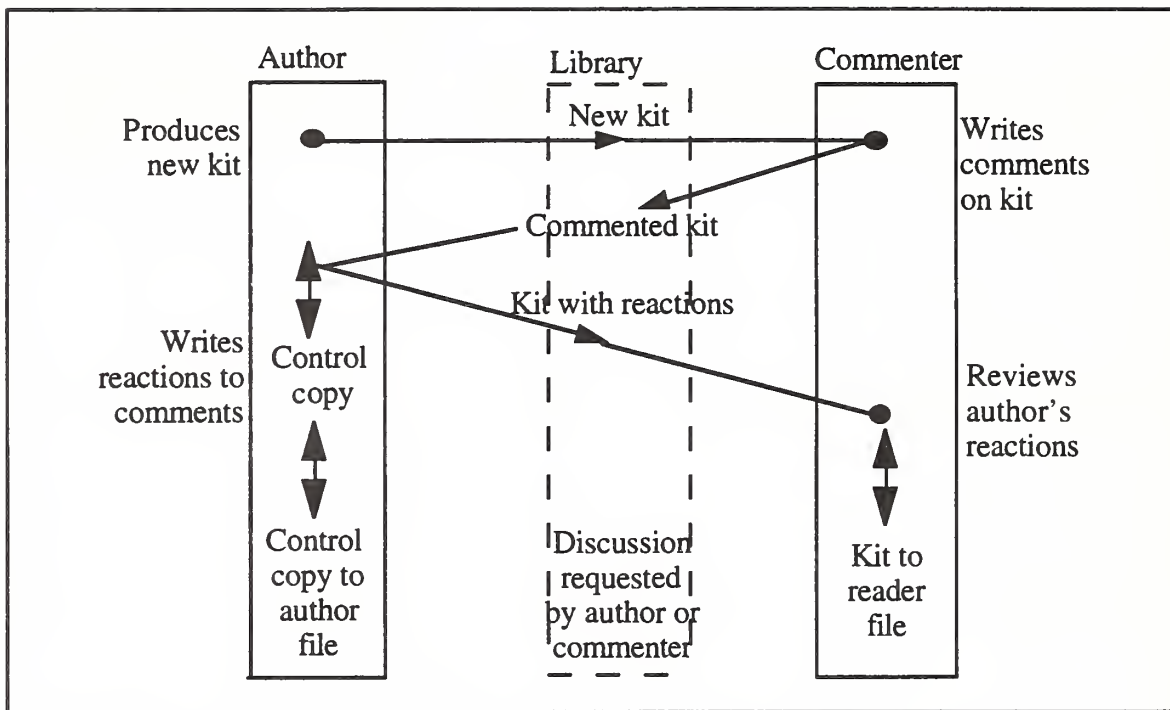 Author
Library
Commenter
Produces
new kit
New kit
Writes
comments
on kit
Commented kit
Kit with reactions
Writes
reactions to
comments
Control
copy
Reviews
author's
reactions
Control
copy to
author
file
Discussion
requested
by author or
commenter
Kit to
reader
file